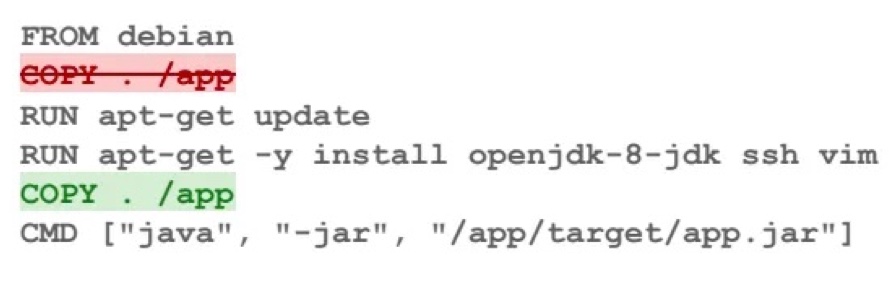 FROM debian
COPY . /app
RUN apt-get update
RUN apt-get -y install openjdk-8-jdk ssh vim
COPY . /app
CMD ["java", "-jar", "/app/target/app.jar"]